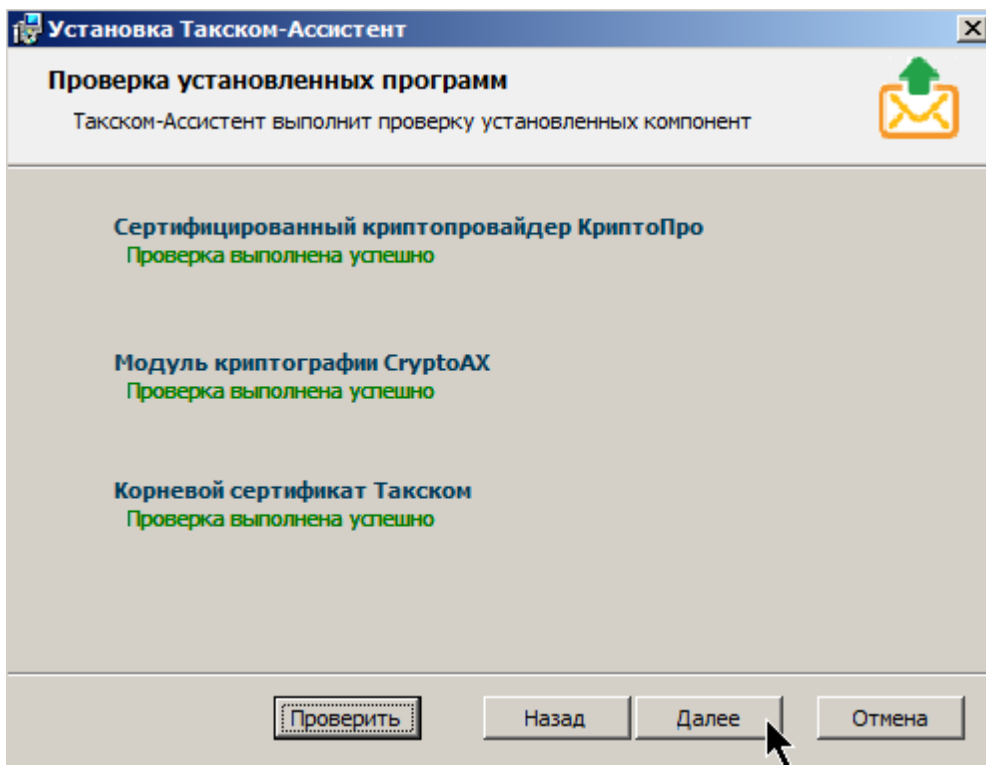 Установка Такском-Ассистент
Проверка установленных программ
Такском-Ассистент выполнит проверку установленных компонент
Сертифицированный криптопровайдер КриптоПро
Проверка выполнена успешно
Модуль криптографии CryptoAX
Проверка выполнена успешно
Корневой сертификат Такском
Проверка выполнена успешно
Проверить Назад Далее Отмена